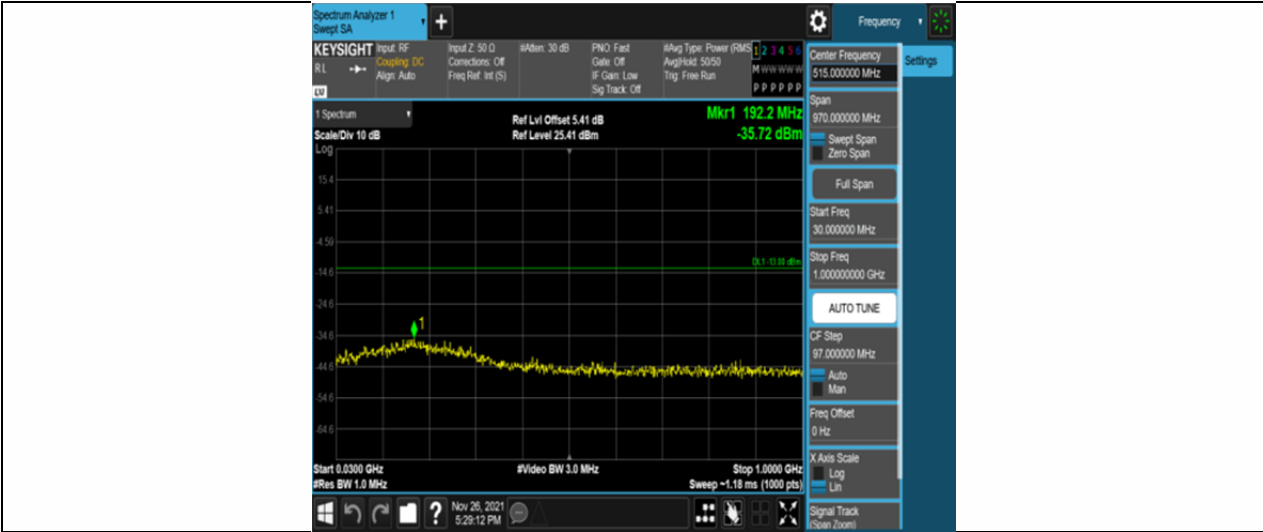 Spectrum Analyzer 1
Swept SA
Frequency
KEYSIGHT
RL
LV
Input: RF
Coupling: DC
Align: Auto
Input Z: 50 Ω
Corrections: Off
Freq Ref: Int (S)
#Atten: 30 dB
PNO: Fast
Gate: Off
IF Gain: Low
Sig Track: Off
#Avg Type: Power (RMS
Avg|Hold: 50/50
Trig: Free Run
1 2 3 4 5 6
M W W W W W
P P P P P P
Center Frequency
515.000000 MHz
Settings
Span
970.000000 MHz
Swept Span
Zero Span
Full Span
Start Freq
30.000000 MHz
Stop Freq
1.000000000 GHz
AUTO TUNE
CF Step
97.000000 MHz
Auto
Man
Freq Offset
0 Hz
X Axis Scale
Log
Lin
Signal Track
(Span Zoom)
1 Spectrum
Scale/Div 10 dB
Log
Ref Lvl Offset 5.41 dB
Ref Level 25.41 dBm
Mkr1 192.2 MHz
-35.72 dBm
15.4
5.41
-4.59
DL1 -13.00 dBm
-14.6
-24.6
1
-34.6
-44.6
-54.6
-64.6
Start 0.0300 GHz
#Res BW 1.0 MHz
#Video BW 3.0 MHz
Stop 1.0000 GHz
Sweep ~1.18 ms (1000 pts)
?
Nov 26, 2021
5:29:12 PM